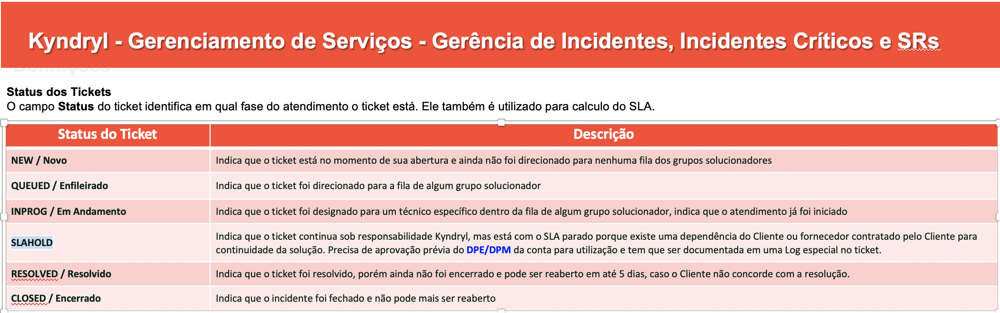 Kyndryl - Gerenciamento de Serviços - Gerência de Incidentes, Incidentes Críticos e SRs
Definições
Status dos Tickets
O campo Status do ticket identifica em qual fase do atendimento o ticket está. Ele também é utilizado para calculo do SLA.
Status do Ticket
Descrição
NEW / Novo
Indica que o ticket está no momento de sua abertura e ainda não foi direcionado para nenhuma fila dos grupos solucionadores
QUEUED / Enfileirado
Indica que o ticket foi direcionado para a fila de algum grupo solucionador
INPROG / Em Andamento
Indica que o ticket foi designado para um técnico específico dentro da fila de algum grupo solucionador, indica que o atendimento já foi iniciado
SLAHOLD
Indica que o ticket continua sob responsabilidade Kyndryl, mas está com o SLA parado porque existe uma dependência do Cliente ou fornecedor contratado pelo Cliente para
continuidade da solução. Precisa de aprovação prévia do DPE/DPM da conta para utilização e tem que ser documentada em uma Log especial no ticket.
RESOLVED / Resolvido
Indica que o ticket foi resolvido, porém ainda não foi encerrado e pode ser reaberto em até 5 dias, caso o Cliente não concorde com a resolução.
CLOSED / Encerrado
Indica que o incidente foi fechado e não pode mais ser reaberto